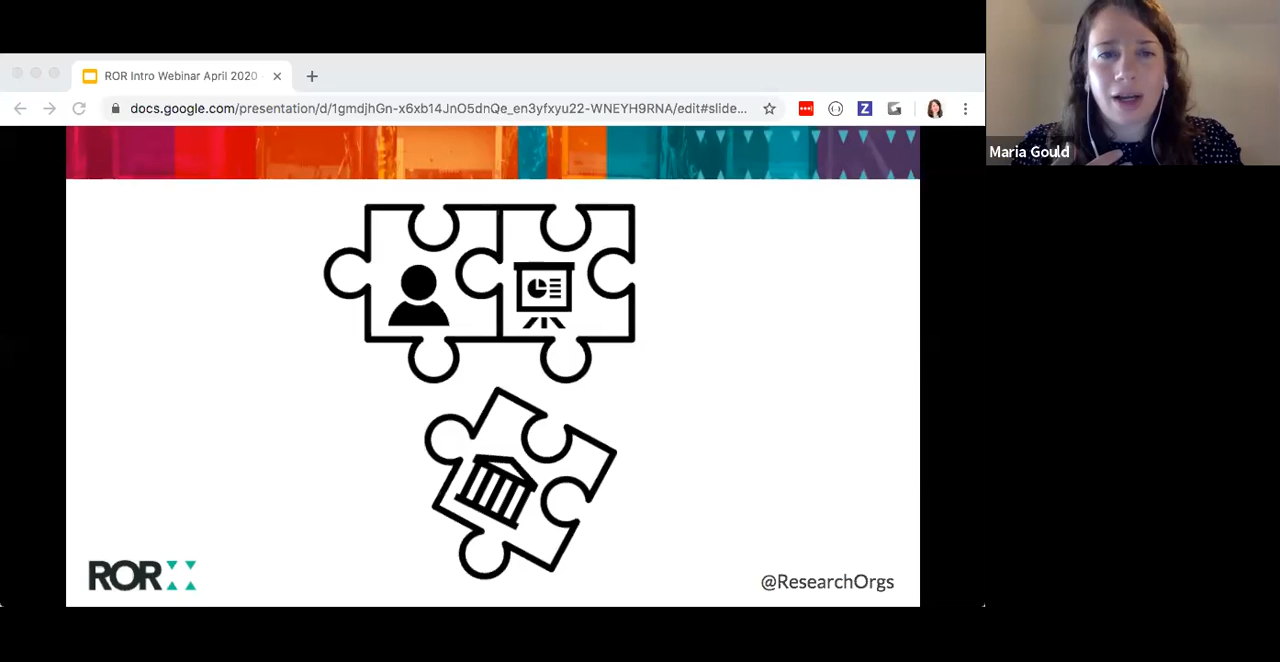 ROR Intro Webinar April 2020
docs.google.com/presentation/d/1gmdjhGn-x6xb14JnO5dnQe_en3yfxyu22-WNEYH9RNA/edit#slide...
Maria Gould
ROR
@ResearchOrgs